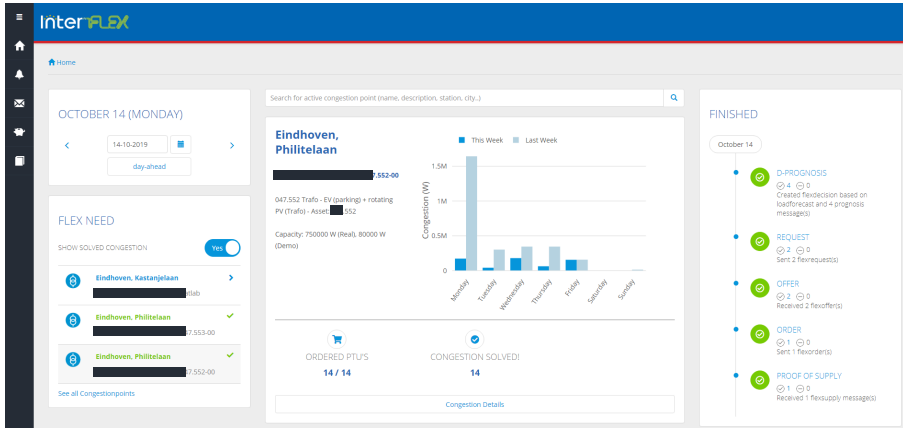 InterFLEX
Home
OCTOBER 14 (MONDAY)
14-10-2019
day-ahead
FLEX NEED
SHOW SOLVED CONGESTION
Yes
Eindhoven, Kastanjelaan
atlab
Eindhoven, Philitelaan
47.553-00
Eindhoven, Philitelaan
47.552-00
See all Congestionpoints
Search for active congestion point (name, description, station, city..)
Eindhoven,
Philitelaan
7.552-00
047.552 Trafo - EV (parking) + rotating
PV (Trafo) - Asset: .552
Capacity: 750000 W (Real), 80000 W
(Demo)
This Week
Last Week
Congestion (W)
1.5M
1M
0.5M
0
Monday
Tuesday
Wednesday
Thursday
Friday
Saturday
Sunday
ORDERED PTU'S
14 / 14
CONGESTION SOLVED!
14
Congestion Details
FINISHED
October 14
D-PROGNOSIS
4 0
Created flexdecision based on
loadforecast and 4 prognosis
message(s)
REQUEST
2 0
Sent 2 flexrequest(s)
OFFER
2 0
Received 2 flexoffer(s)
ORDER
1 0
Sent 1 flexorder(s)
PROOF OF SUPPLY
1 0
Received 1 flexsupply message(s)